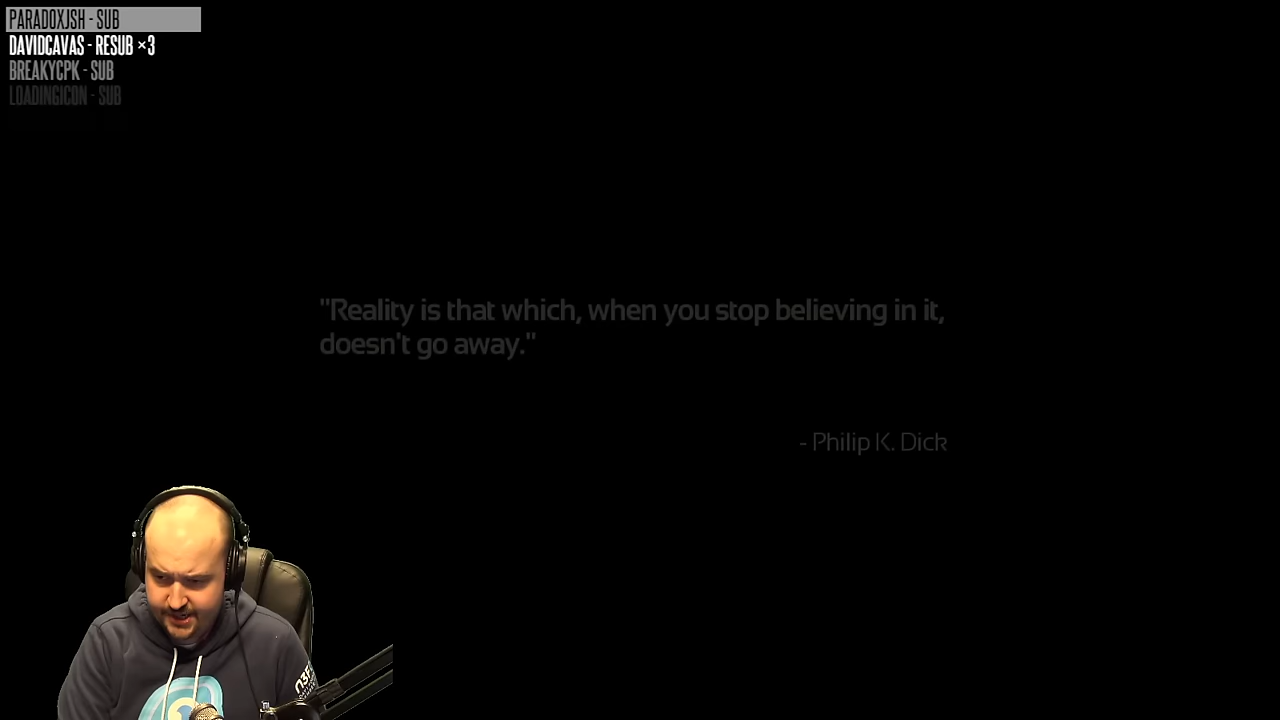 PARADOXJSH - SUB
DAVIDCAVAS - RESUB ×3
BREAKYCPK - SUB
LOADINGICON - SUB
"Reality is that which, when you stop believing in it,
doesn't go away."
- Philip K. Dick